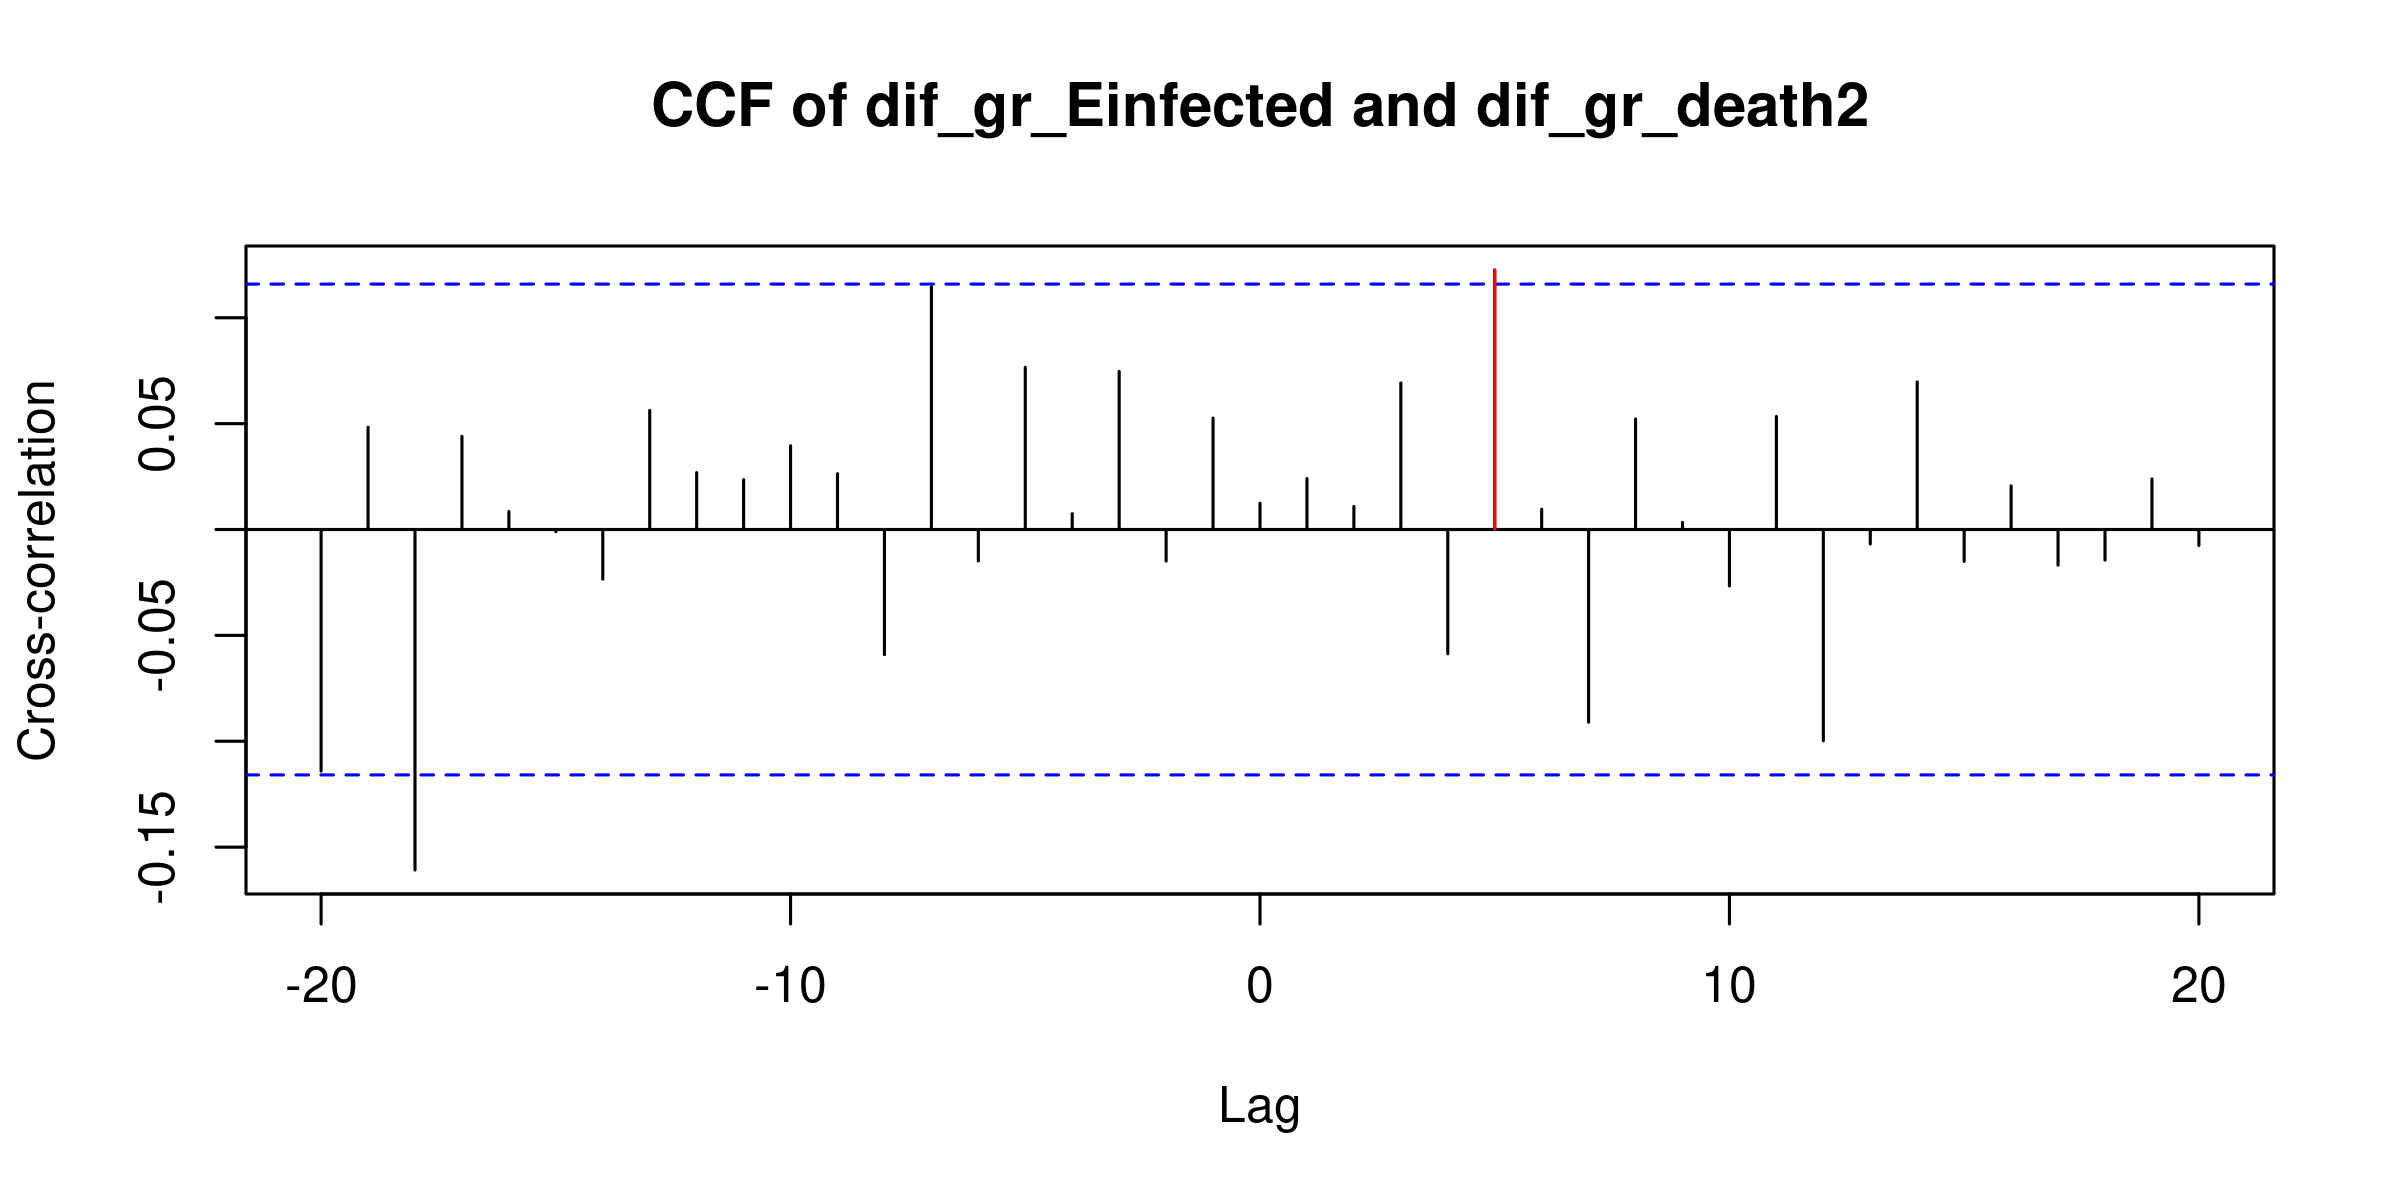 CCF of dif_gr_Einfected and dif_gr_death2
Cross-correlation
0.05
-0.05
-0.15
-20
-10
0
10
20
Lag